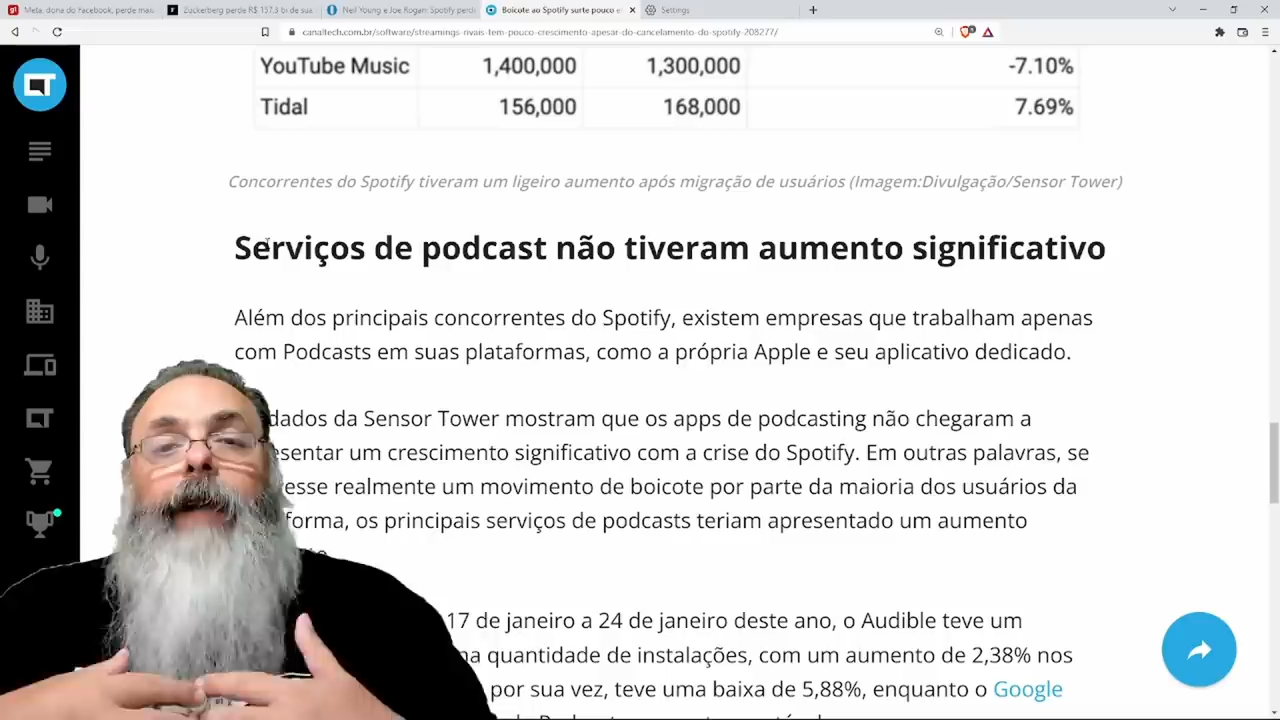 Meta, dona do Facebook, perde mai
Zuckerberg perde R$ 157,3 bi de sua
Neil Young e Joe Rogan: Spotify perd
Boicote ao Spotify surte pouco e
Settings
canaltech.com.br/software/streamings-rivais-tem-pouco-crescimento-apesar-do-cancelamento-do-spotify-208277/
YouTube Music 1,400,000 1,300,000 -7.10%
Tidal 156,000 168,000 7.69%
Concorrentes do Spotify tiveram um ligeiro aumento após migração de usuários (Imagem:Divulgação/Sensor Tower)
Serviços de podcast não tiveram aumento significativo
Além dos principais concorrentes do Spotify, existem empresas que trabalham apenas
com Podcasts em suas plataformas, como a própria Apple e seu aplicativo dedicado.
dados da Sensor Tower mostram que os apps de podcasting não chegaram a
esentar um crescimento significativo com a crise do Spotify. Em outras palavras, se
esse realmente um movimento de boicote por parte da maioria dos usuários da
forma, os principais serviços de podcasts teriam apresentado um aumento
17 de janeiro a 24 de janeiro deste ano, o Audible teve um
na quantidade de instalações, com um aumento de 2,38% nos
por sua vez, teve uma baixa de 5,88%, enquanto o Google